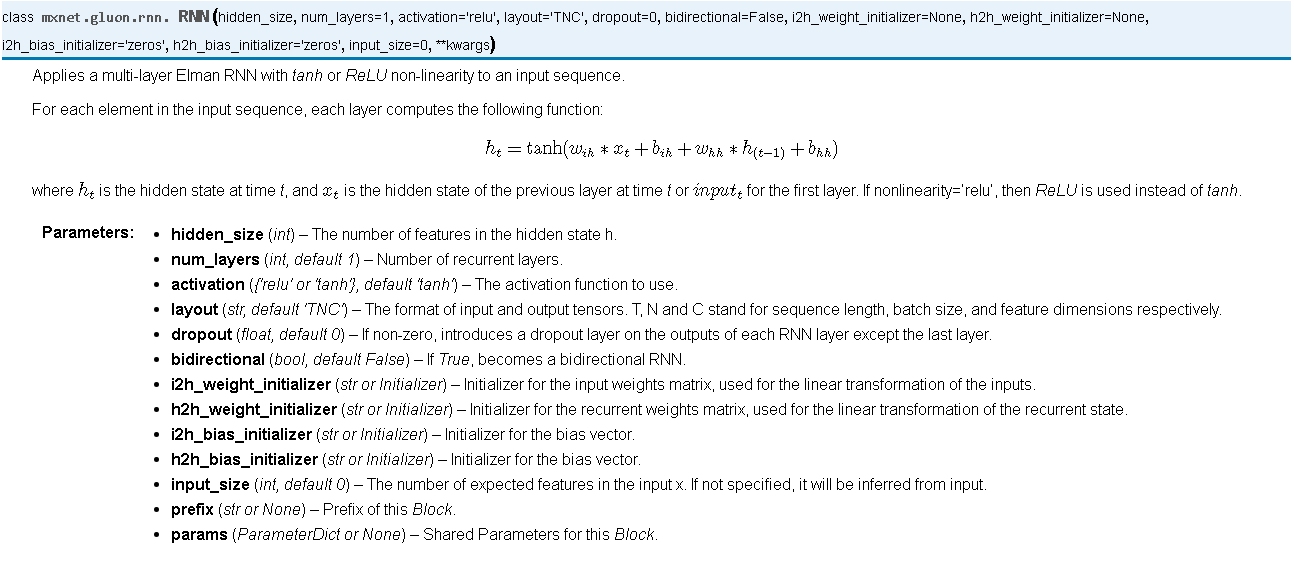 class mxnet.gluon.rnn. RNN(hidden_size, num_layers=1, activation='relu', layout='TNC', dropout=0, bidirectional=False, i2h_weight_initializer=None, h2h_weight_initializer=None,
i2h_bias_initializer='zeros', h2h_bias_initializer='zeros', input_size=0, **kwargs)
Applies a multi-layer Elman RNN with tanh or ReLU non-linearity to an input sequence.
For each element in the input sequence, each layer computes the following function:
h_t = tanh(w_{ih} * x_t + b_{ih} + w_{hh} * h_{(t-1)} + b_{hh})
where h_t is the hidden state at time t, and x_t is the hidden state of the previous layer at time t or input_t for the first layer. If nonlinearity='relu', then ReLU is used instead of tanh.
Parameters: • hidden_size (int) – The number of features in the hidden state h.
• num_layers (int, default 1) – Number of recurrent layers.
• activation ({'relu' or 'tanh'}, default 'tanh') – The activation function to use.
• layout (str, default 'TNC') – The format of input and output tensors. T, N and C stand for sequence length, batch size, and feature dimensions respectively.
• dropout (float, default 0) – If non-zero, introduces a dropout layer on the outputs of each RNN layer except the last layer.
• bidirectional (bool, default False) – If True, becomes a bidirectional RNN.
• i2h_weight_initializer (str or Initializer) – Initializer for the input weights matrix, used for the linear transformation of the inputs.
• h2h_weight_initializer (str or Initializer) – Initializer for the recurrent weights matrix, used for the linear transformation of the recurrent state.
• i2h_bias_initializer (str or Initializer) – Initializer for the bias vector.
• h2h_bias_initializer (str or Initializer) – Initializer for the bias vector.
• input_size (int, default 0) – The number of expected features in the input x. If not specified, it will be inferred from input.
• prefix (str or None) – Prefix of this Block.
• params (ParameterDict or None) – Shared Parameters for this Block.